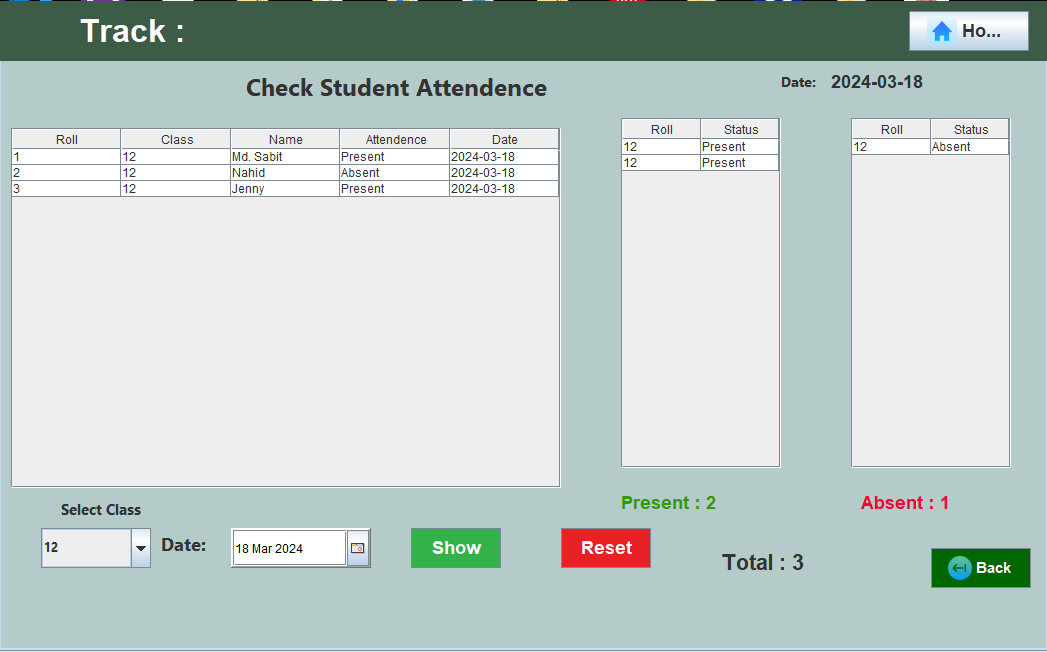 Track :
Ho...
Check Student Attendence
Date: 2024-03-18
Roll Class Name Attendence Date
1 12 Md. Sabit Present 2024-03-18
2 12 Nahid Absent 2024-03-18
3 12 Jenny Present 2024-03-18
Roll Status
12 Present
12 Present
Roll Status
12 Absent
Present : 2
Absent : 1
Select Class
12
Date:
18 Mar 2024
Show
Reset
Total : 3
Back